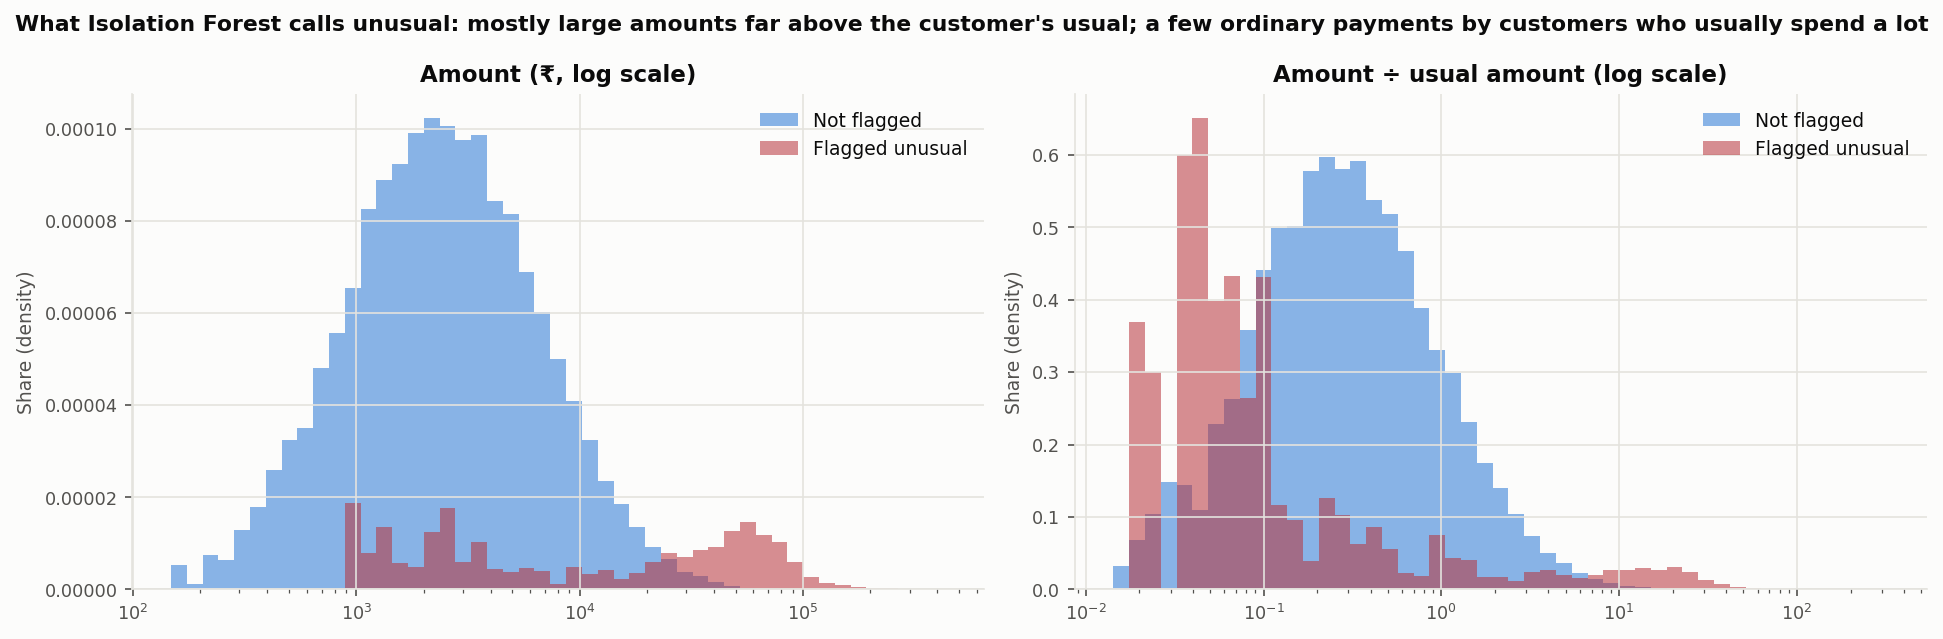 What Isolation Forest calls unusual: mostly large amounts far above the customer's usual; a few ordinary payments by customers who usually spend a lot
Amount (₹, log scale)
Share (density)
0.00010
0.00008
0.00006
0.00004
0.00002
0.00000
10²
10³
10⁴
10⁵
Not flagged
Flagged unusual
Amount ÷ usual amount (log scale)
Share (density)
0.6
0.5
0.4
0.3
0.2
0.1
0.0
10⁻²
10⁻¹
10⁰
10¹
10²
Not flagged
Flagged unusual